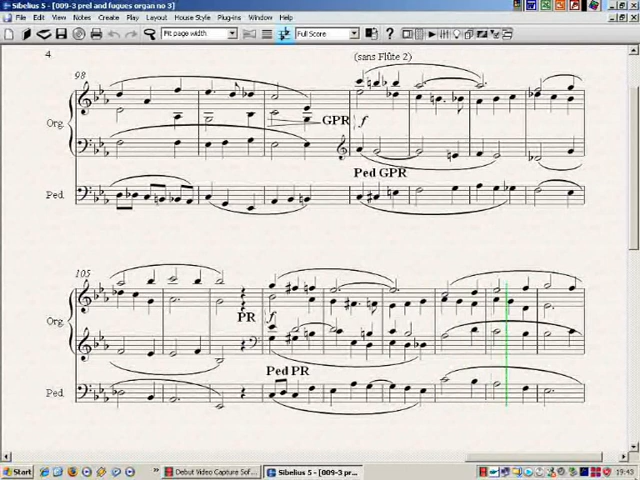 Sibelius 5 - [009-3 prel and fugues organ no 3]
File Edit View Notes Create Play Layout House Style Plug-ins Window Help
Fit page width Full Score
4
(sans Flûte 2)
98
Org.
GPR f
Ped GPR
Ped.
105
Org.
PR f
Ped PR
Ped.
Start Debut Video Capture Sof... Sibelius 5 - [009-3 pr... 19:43